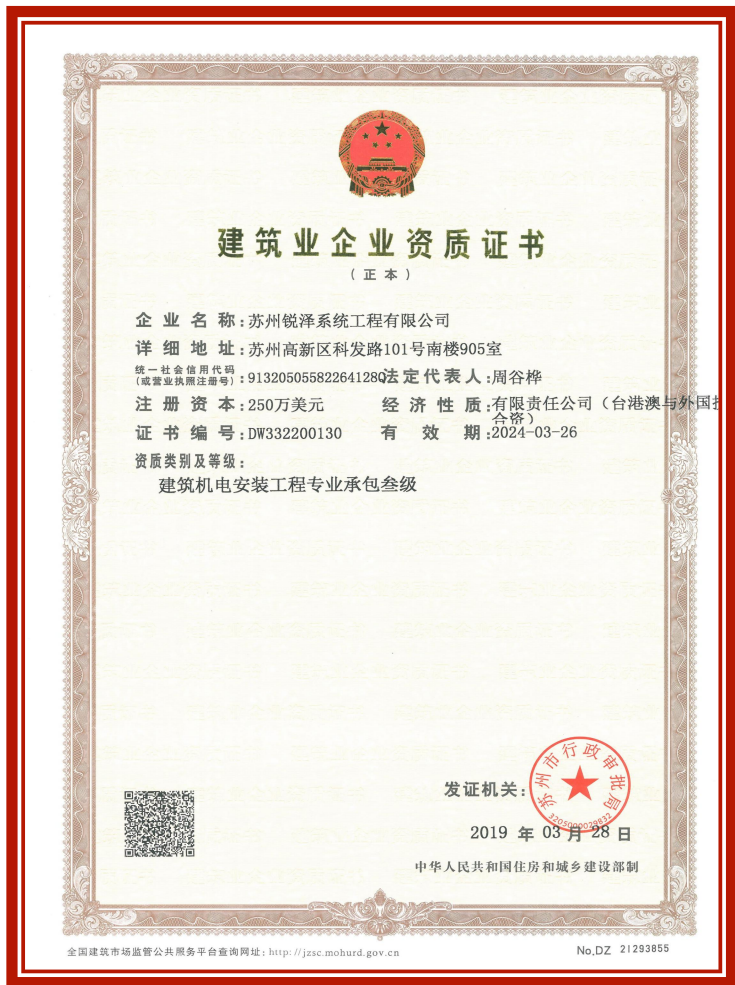 建筑业企业资质证书
（正本）
企业名称：苏州锐泽系统工程有限公司
详细地址：苏州高新区科发路101号南楼905室
统一社会信用代码
（或营业执照注册号）：91320505582264128Q 法定代表人：周谷桦
注册资本：250万美元 经济性质：有限责任公司（台港澳与外国投
合资）
证书编号：DW332200130 有效期：2024-03-26
资质类别及等级：
建筑机电安装工程专业承包叁级
苏州市行政审批局
发证机关：
3205000029832
2019 年 03 月 28 日
中华人民共和国住房和城乡建设部制
全国建筑市场监管公共服务平台查询网址：http://jzsc.mohurd.gov.cn
No.DZ 21293855